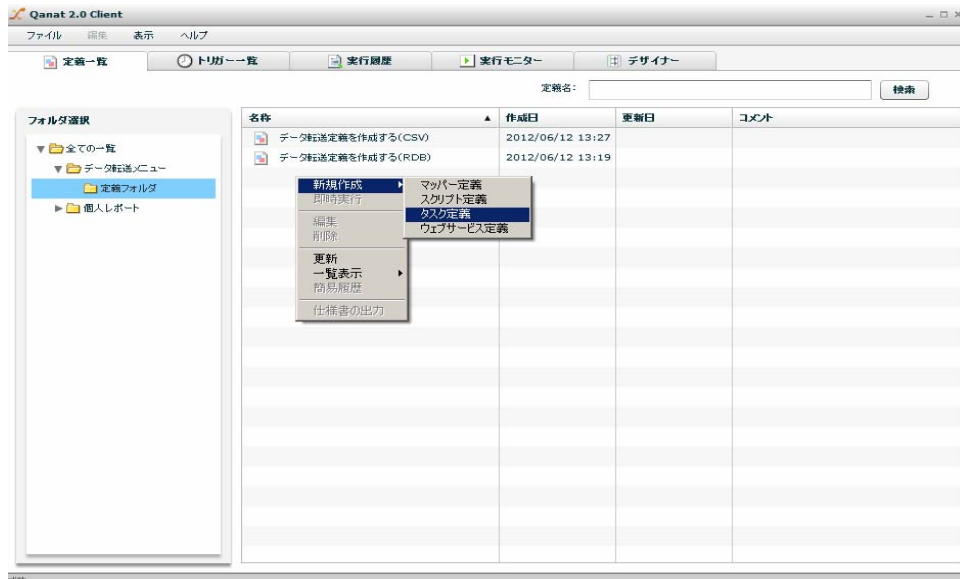 Qanat 2.0 Client
ファイル 編集 表示 ヘルプ
定義一覧 トリガー一覧 実行履歴 実行モニター デザイナー
定義名: 検索
フォルダ選択
全ての一覧
データ転送メニュー
定義フォルダ
個人レポート
名称 作成日 更新日 コメント
データ転送定義を作成する(CSV) 2012/06/12 13:27
データ転送定義を作成する(RDB) 2012/06/12 13:19
新規作成
即時実行
編集
削除
更新
一覧表示
簡易履歴
仕様書の出力
マッパー定義
スクリプト定義
タスク定義
ウェブサービス定義